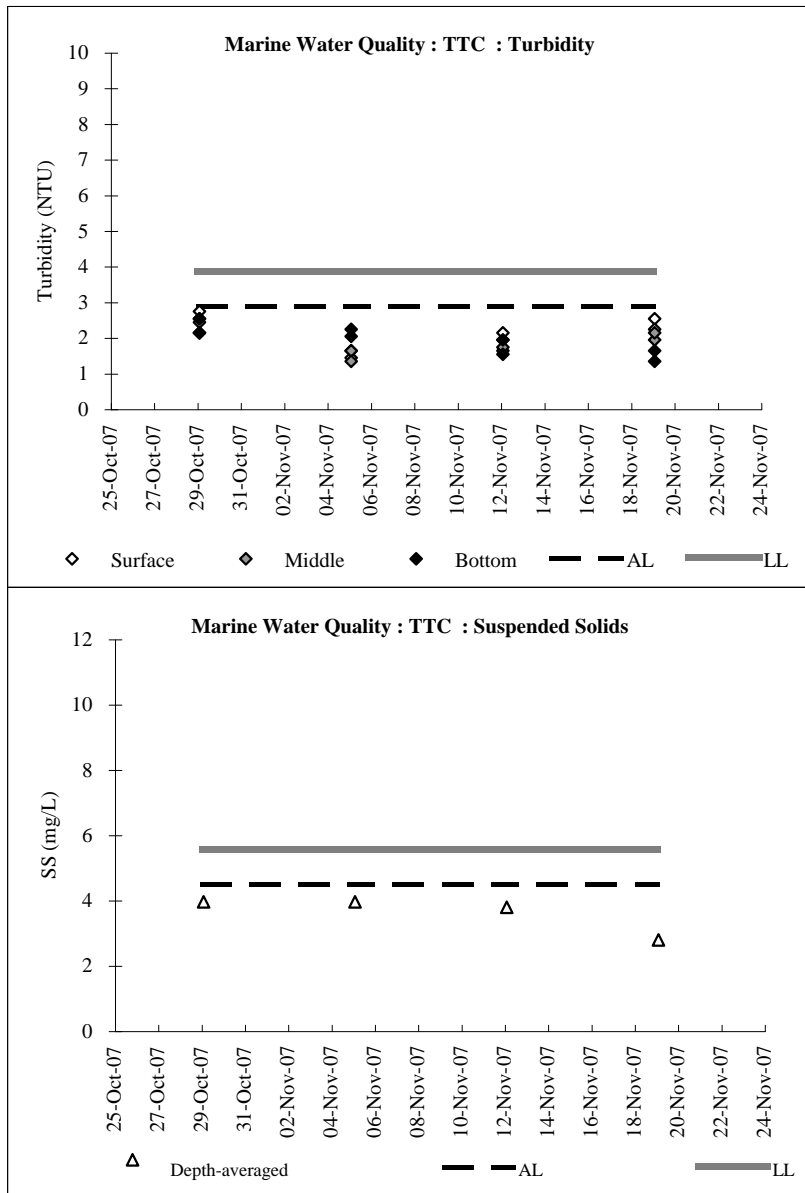 Marine Water Quality : TTC : Turbidity
10
9
8
7
6
5
4
3
2
1
0
Turbidity (NTU)
25-Oct-07
27-Oct-07
29-Oct-07
31-Oct-07
02-Nov-07
04-Nov-07
06-Nov-07
08-Nov-07
10-Nov-07
12-Nov-07
14-Nov-07
16-Nov-07
18-Nov-07
20-Nov-07
22-Nov-07
24-Nov-07
Surface Middle Bottom AL LL
Marine Water Quality : TTC : Suspended Solids
12
10
8
6
4
2
0
SS (mg/L)
25-Oct-07
27-Oct-07
29-Oct-07
31-Oct-07
02-Nov-07
04-Nov-07
06-Nov-07
08-Nov-07
10-Nov-07
12-Nov-07
14-Nov-07
16-Nov-07
18-Nov-07
20-Nov-07
22-Nov-07
24-Nov-07
Depth-averaged AL LL